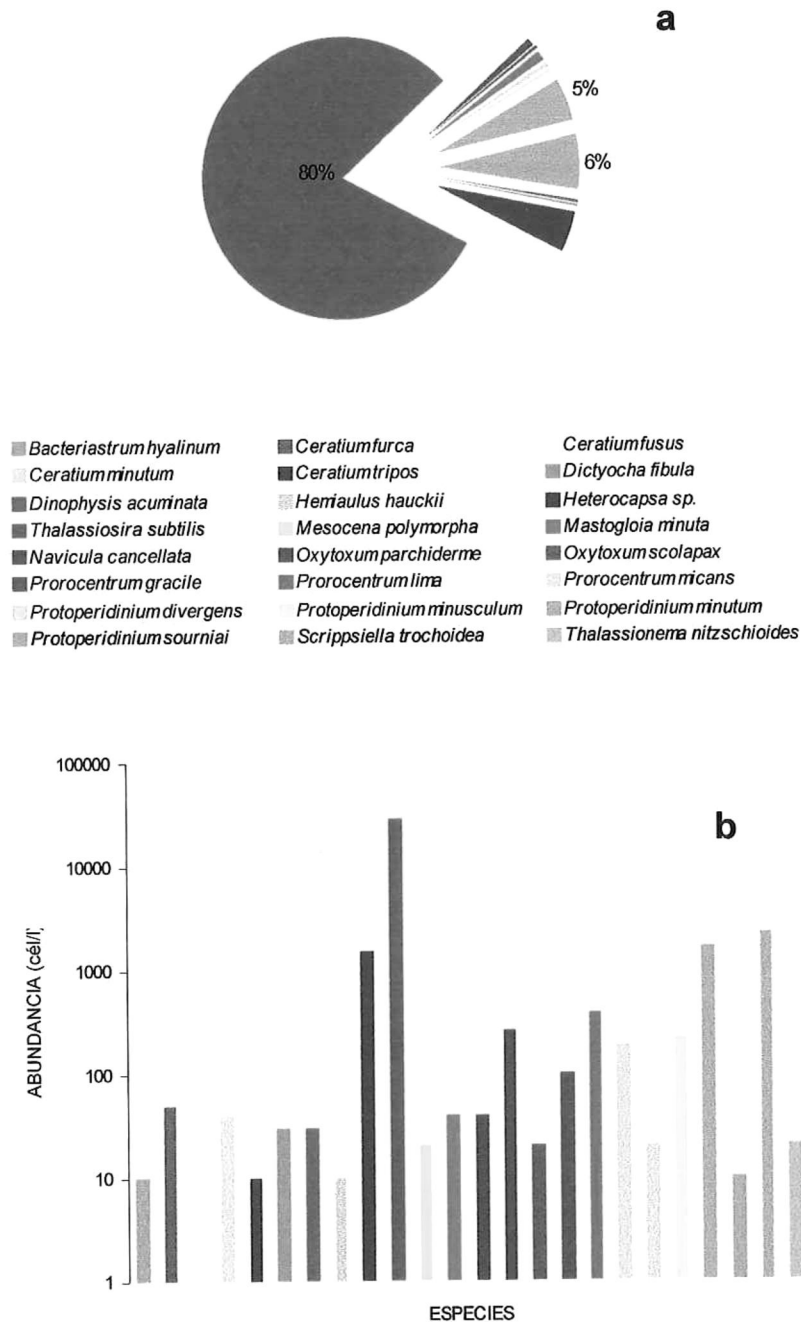 a
5%
80%
6%
Bacteriastrum hyalinum Ceratium furca Ceratium fusus
Ceratium minutum Ceratium tripos Dictyocha fibula
Dinophysis acuminata Hemiaulus hauckii Heterocapsa sp.
Thalassiosira subtilis Mesocena polymorpha Mastogloia minuta
Navicula cancellata Oxytoxum parchiderme Oxytoxum scolapax
Prorocentrum gracile Prorocentrum lima Prorocentrum micans
Protoperidinium divergens Protoperidinium minusculum Protoperidinium minutum
Protoperidinium sourniai Scrippsiella trochoidea Thalassionema nitzschioides
b
100000
10000
1000
100
10
1
ABUNDANCIA (cél/l)
ESPECIES